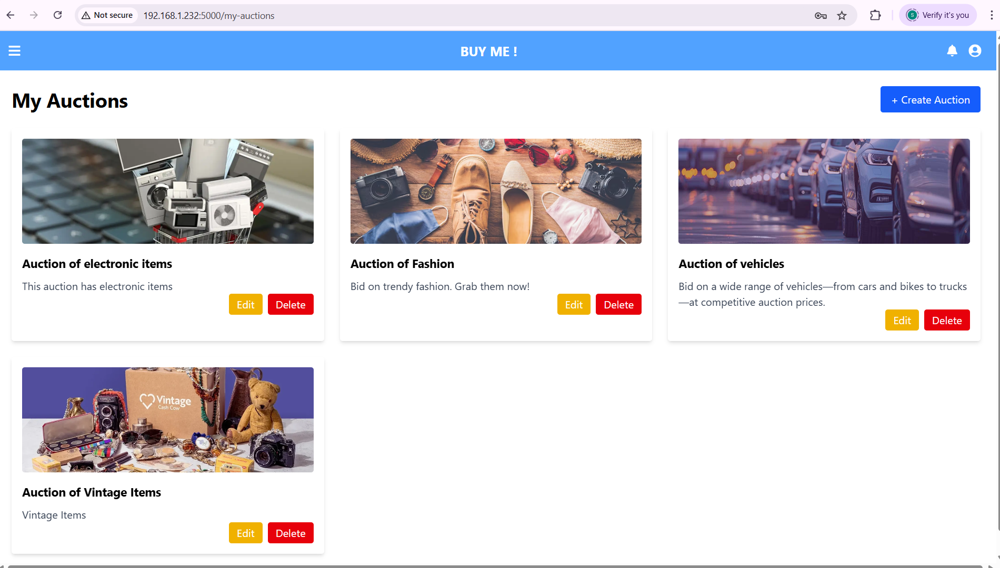 Not secure 192.168.1.232:5000/my-auctions S Verify it's you
BUY ME !
My Auctions
+ Create Auction
Auction of electronic items
This auction has electronic items
Edit Delete
Auction of Fashion
Bid on trendy fashion. Grab them now!
Edit Delete
Auction of vehicles
Bid on a wide range of vehicles—from cars and bikes to trucks
—at competitive auction prices.
Edit Delete
Vintage
Cash Cow
Canon
Auction of Vintage Items
Vintage Items
Edit Delete